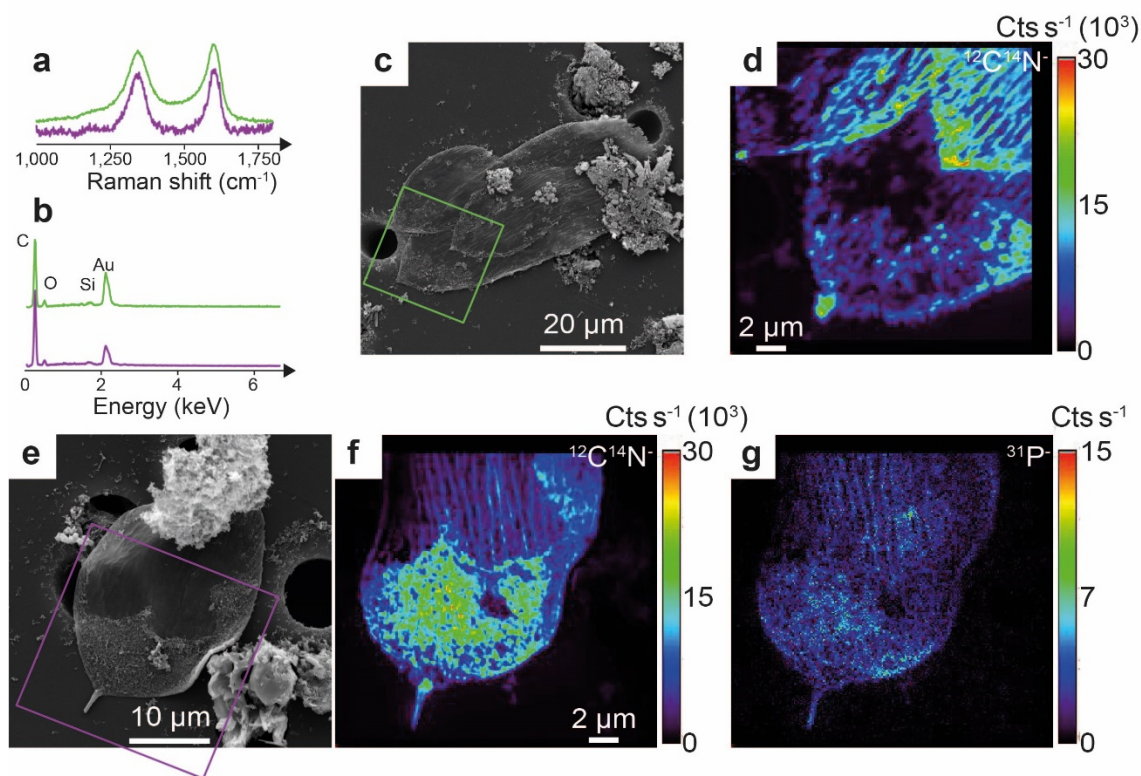 a
1,000 1,250 1,500 1,750
Raman shift (cm⁻¹)
b
C
O
Si
Au
0 2 4 6
Energy (keV)
c
20 µm
d
Cts s⁻¹ (10³)
¹²C¹⁴N⁻
30
15
0
2 µm
e
10 µm
f
Cts s⁻¹ (10³)
¹²C¹⁴N⁻
30
15
0
2 µm
g
Cts s⁻¹
³¹P⁻
15
7
0